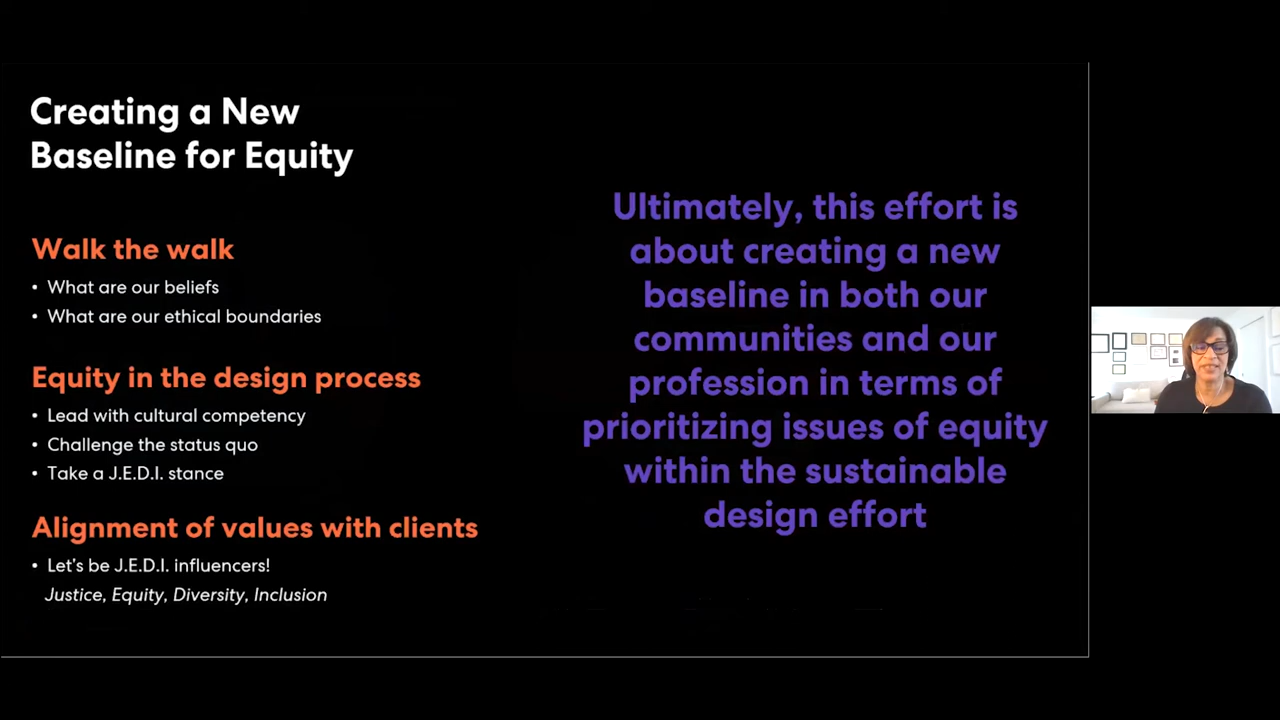 Creating a New
Baseline for Equity
Walk the walk
• What are our beliefs
• What are our ethical boundaries
Equity in the design process
• Lead with cultural competency
• Challenge the status quo
• Take a J.E.D.I. stance
Alignment of values with clients
• Let's be J.E.D.I. influencers!
Justice, Equity, Diversity, Inclusion
Ultimately, this effort is
about creating a new
baseline in both our
communities and our
profession in terms of
prioritizing issues of equity
within the sustainable
design effort